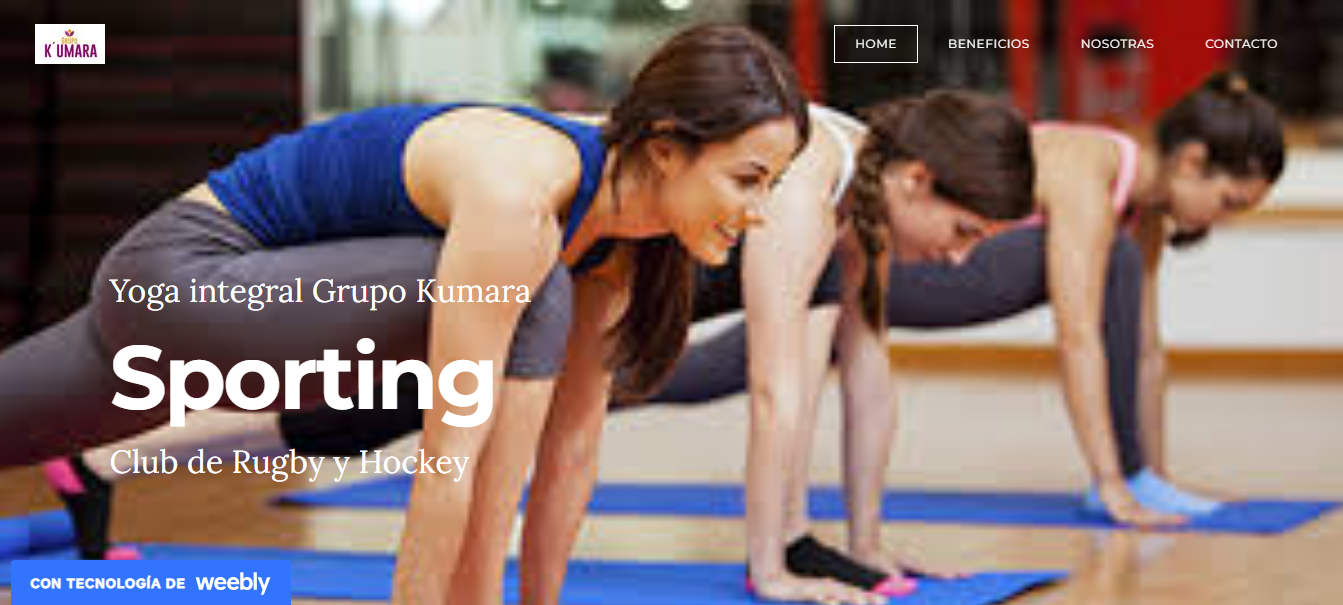 GRUPO
K'UMARA
HOME
BENEFICIOS
NOSOTRAS
CONTACTO
Yoga integral Grupo Kumara
Sporting
Club de Rugby y Hockey
CON TECNOLOGÍA DE weebly